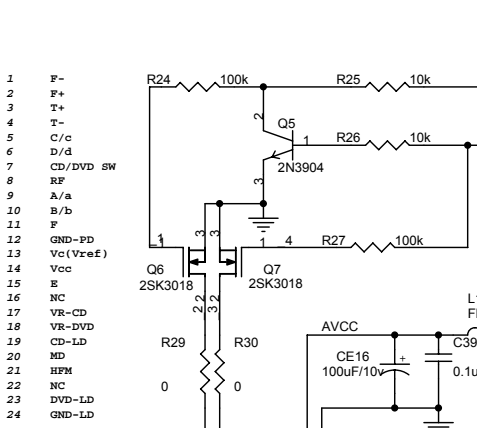 1 F-
2 F+
3 T+
4 T-
5 C/c
6 D/d
7 CD/DVD SW
8 RF
9 A/a
10 B/b
11 F
12 GND-PD
13 Vc(Vref)
14 Vcc
15 E
16 NC
17 VR-CD
18 VR-DVD
19 CD-LD
20 MD
21 HFM
22 NC
23 DVD-LD
24 GND-LD
R24 100k R25 10k
2
Q5
1 R26 10k
2N3904
3
1 3 3 1 4 R27 100k
Q6 Q7
2SK3018 2SK3018
2 2
2 3
R29 R30
0 0
AVCC
CE16
100uF/10v
+
L
F
C39
0.1u